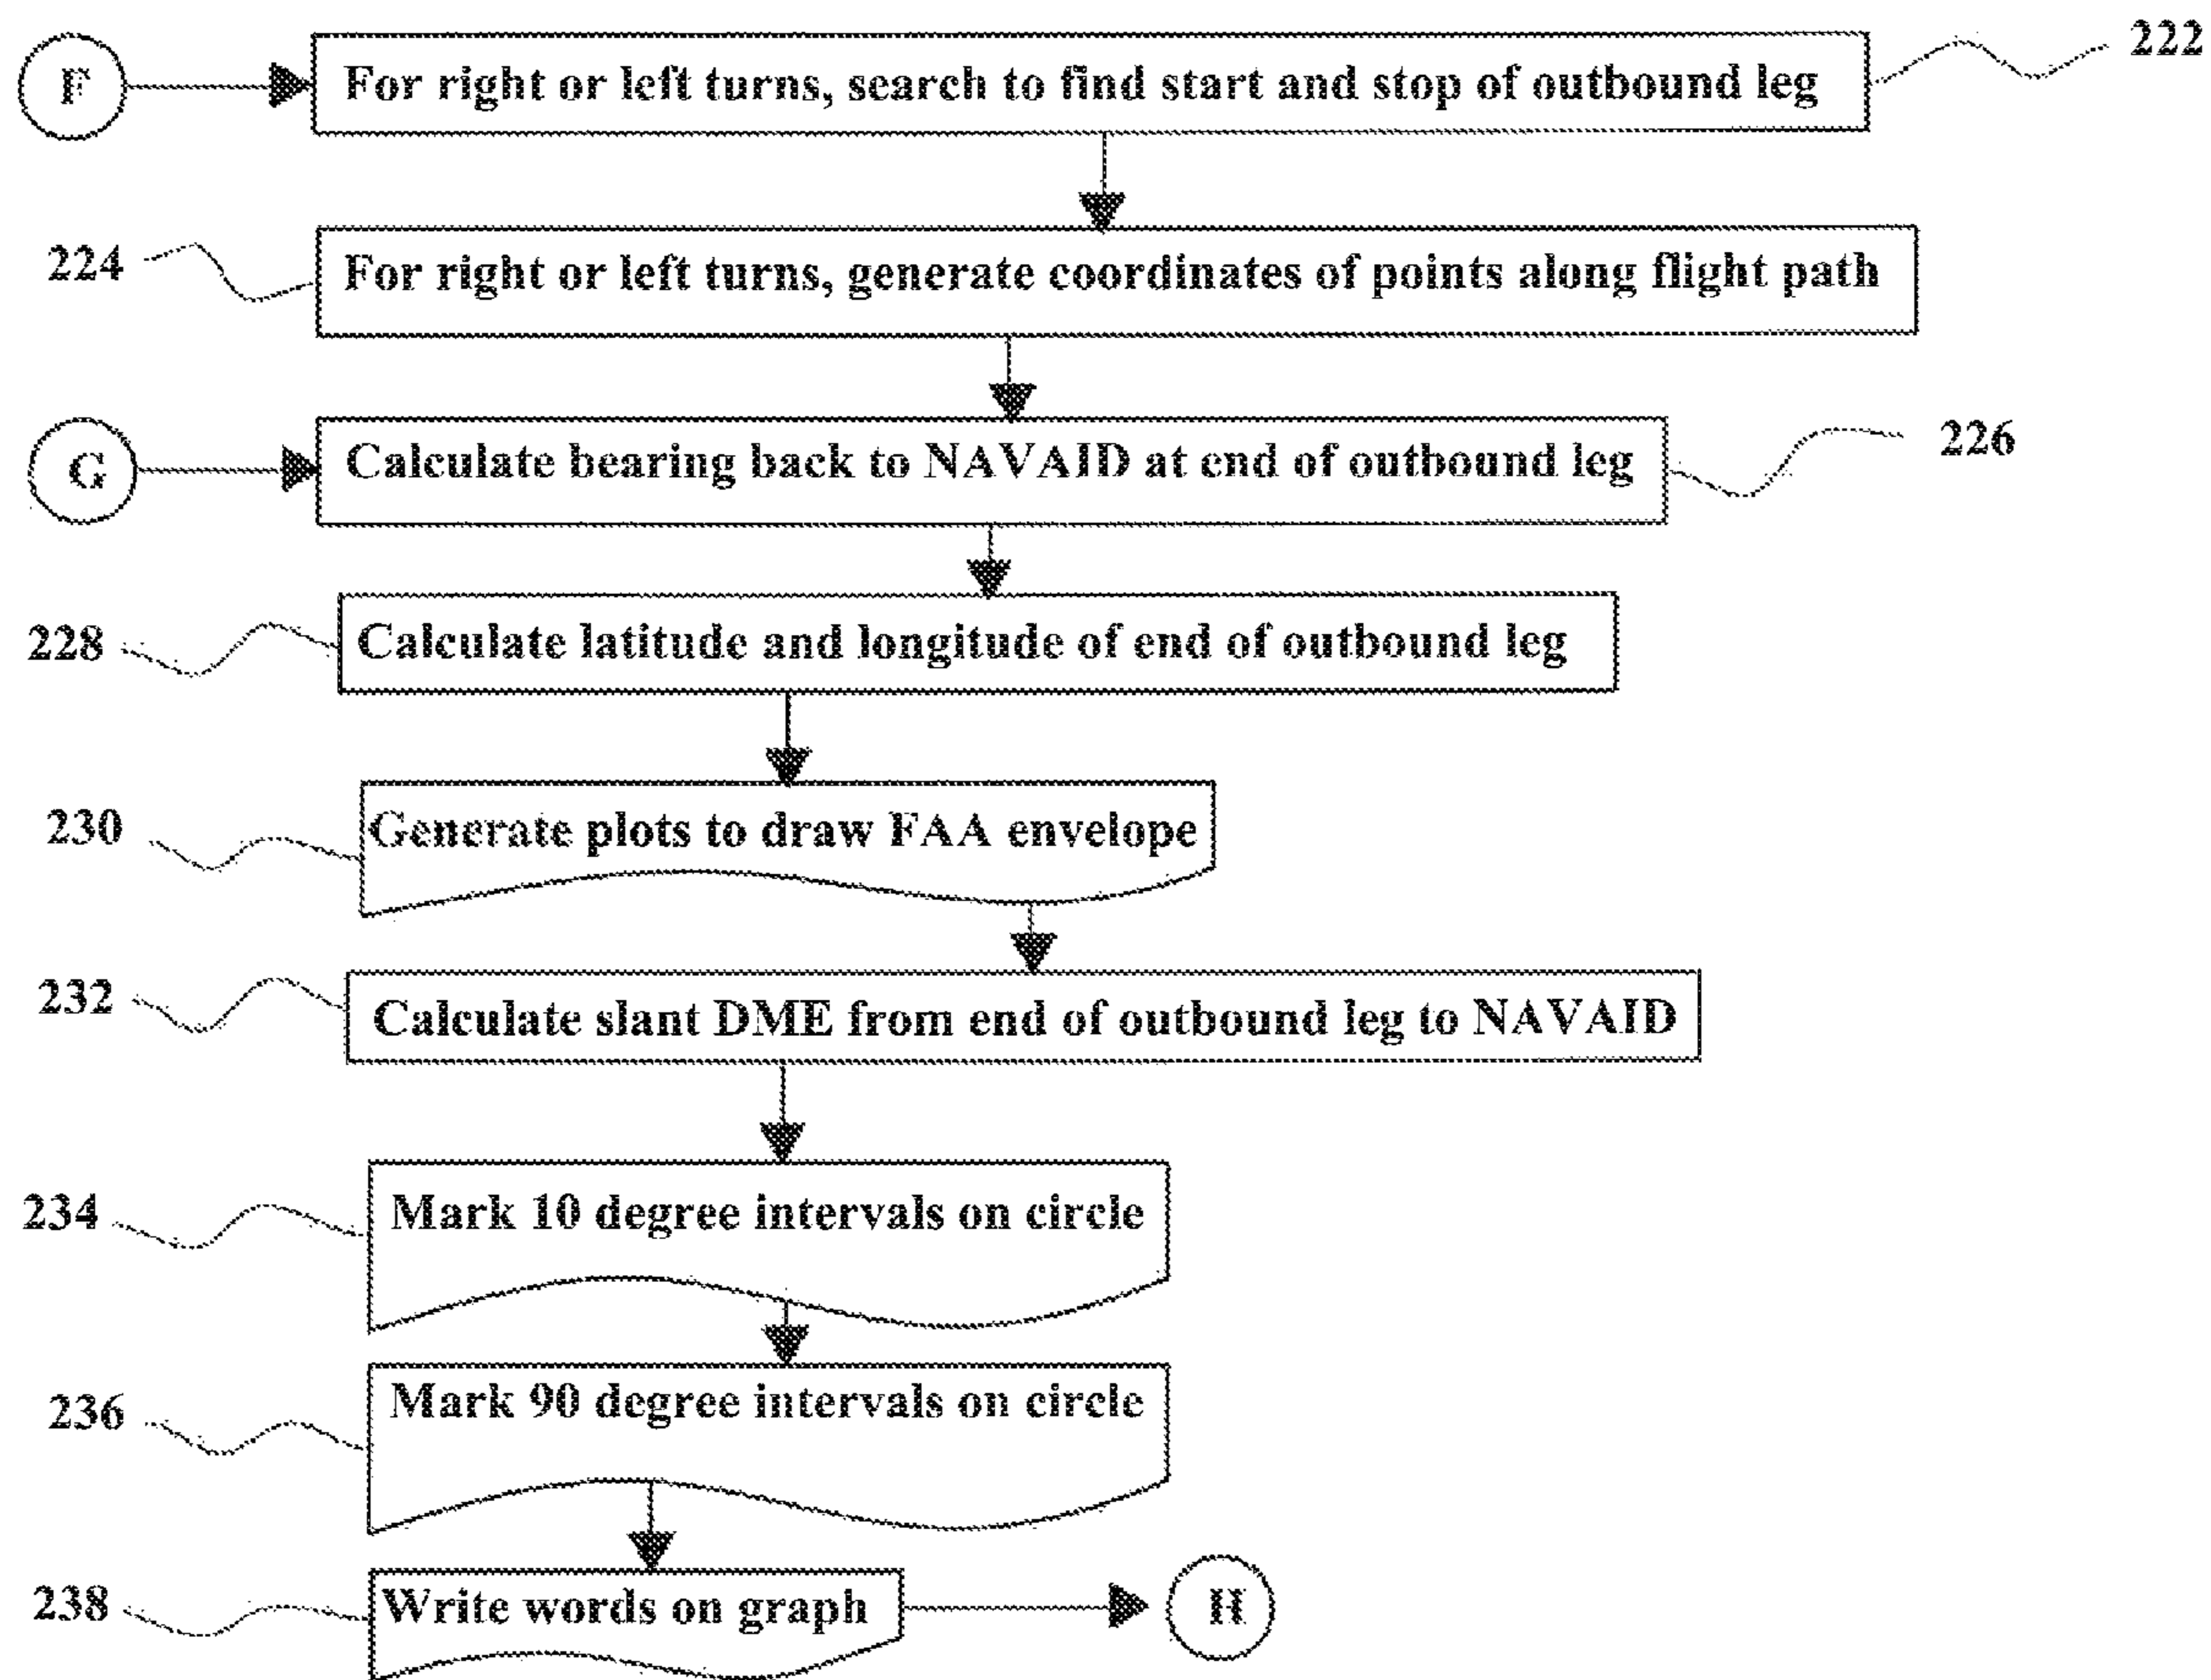 F
For right or left turns, search to find start and stop of outbound leg
222
224
For right or left turns, generate coordinates of points along flight path
G
Calculate bearing back to NAVAID at end of outbound leg
226
228
Calculate latitude and longitude of end of outbound leg
230
Generate plots to draw FAA envelope
232
Calculate slant DME from end of outbound leg to NAVAID
234
Mark 10 degree intervals on circle
236
Mark 90 degree intervals on circle
238
Write words on graph
H